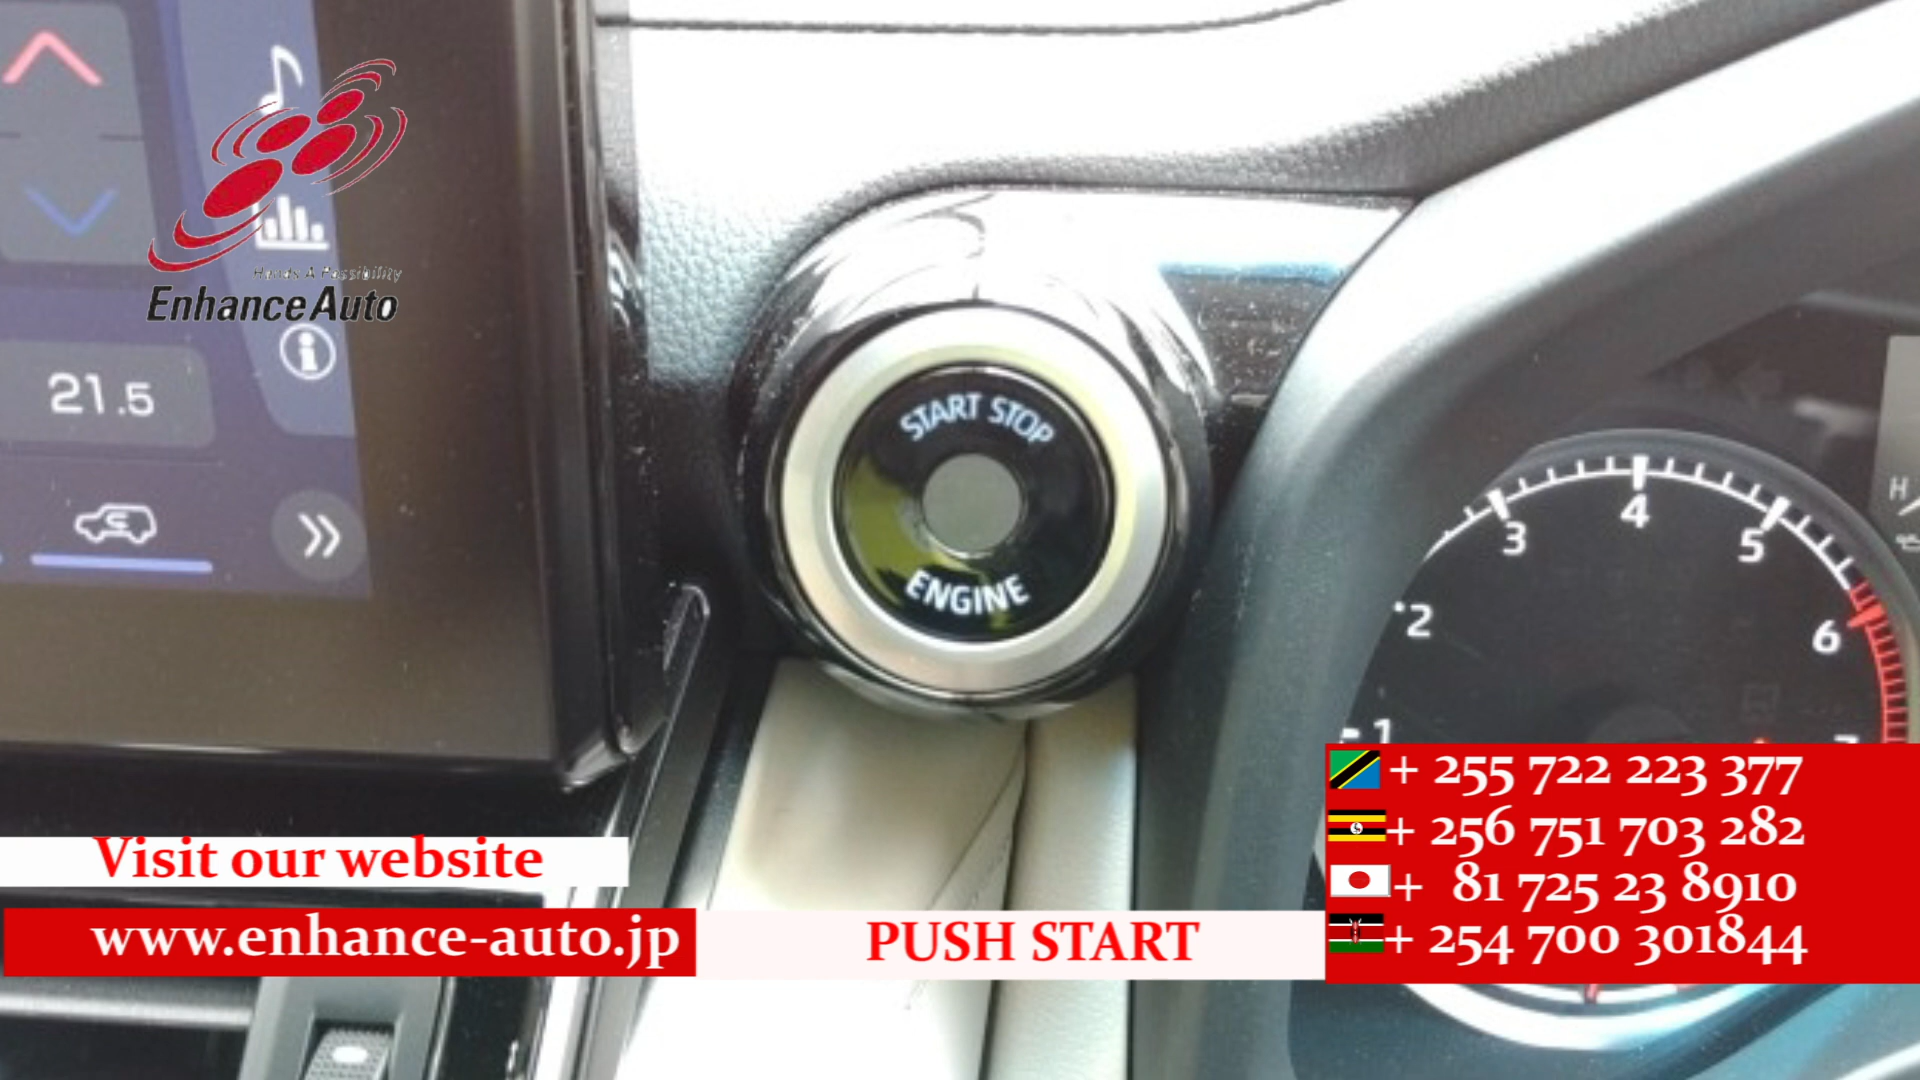 Hands A Possibility
EnhanceAuto
21.5
START STOP
ENGINE
H
1
2
3
4
5
6
Visit our website
www.enhance-auto.jp
PUSH START
+ 255 722 223 377
+ 256 751 703 282
+ 81 725 23 8910
+ 254 700 301844